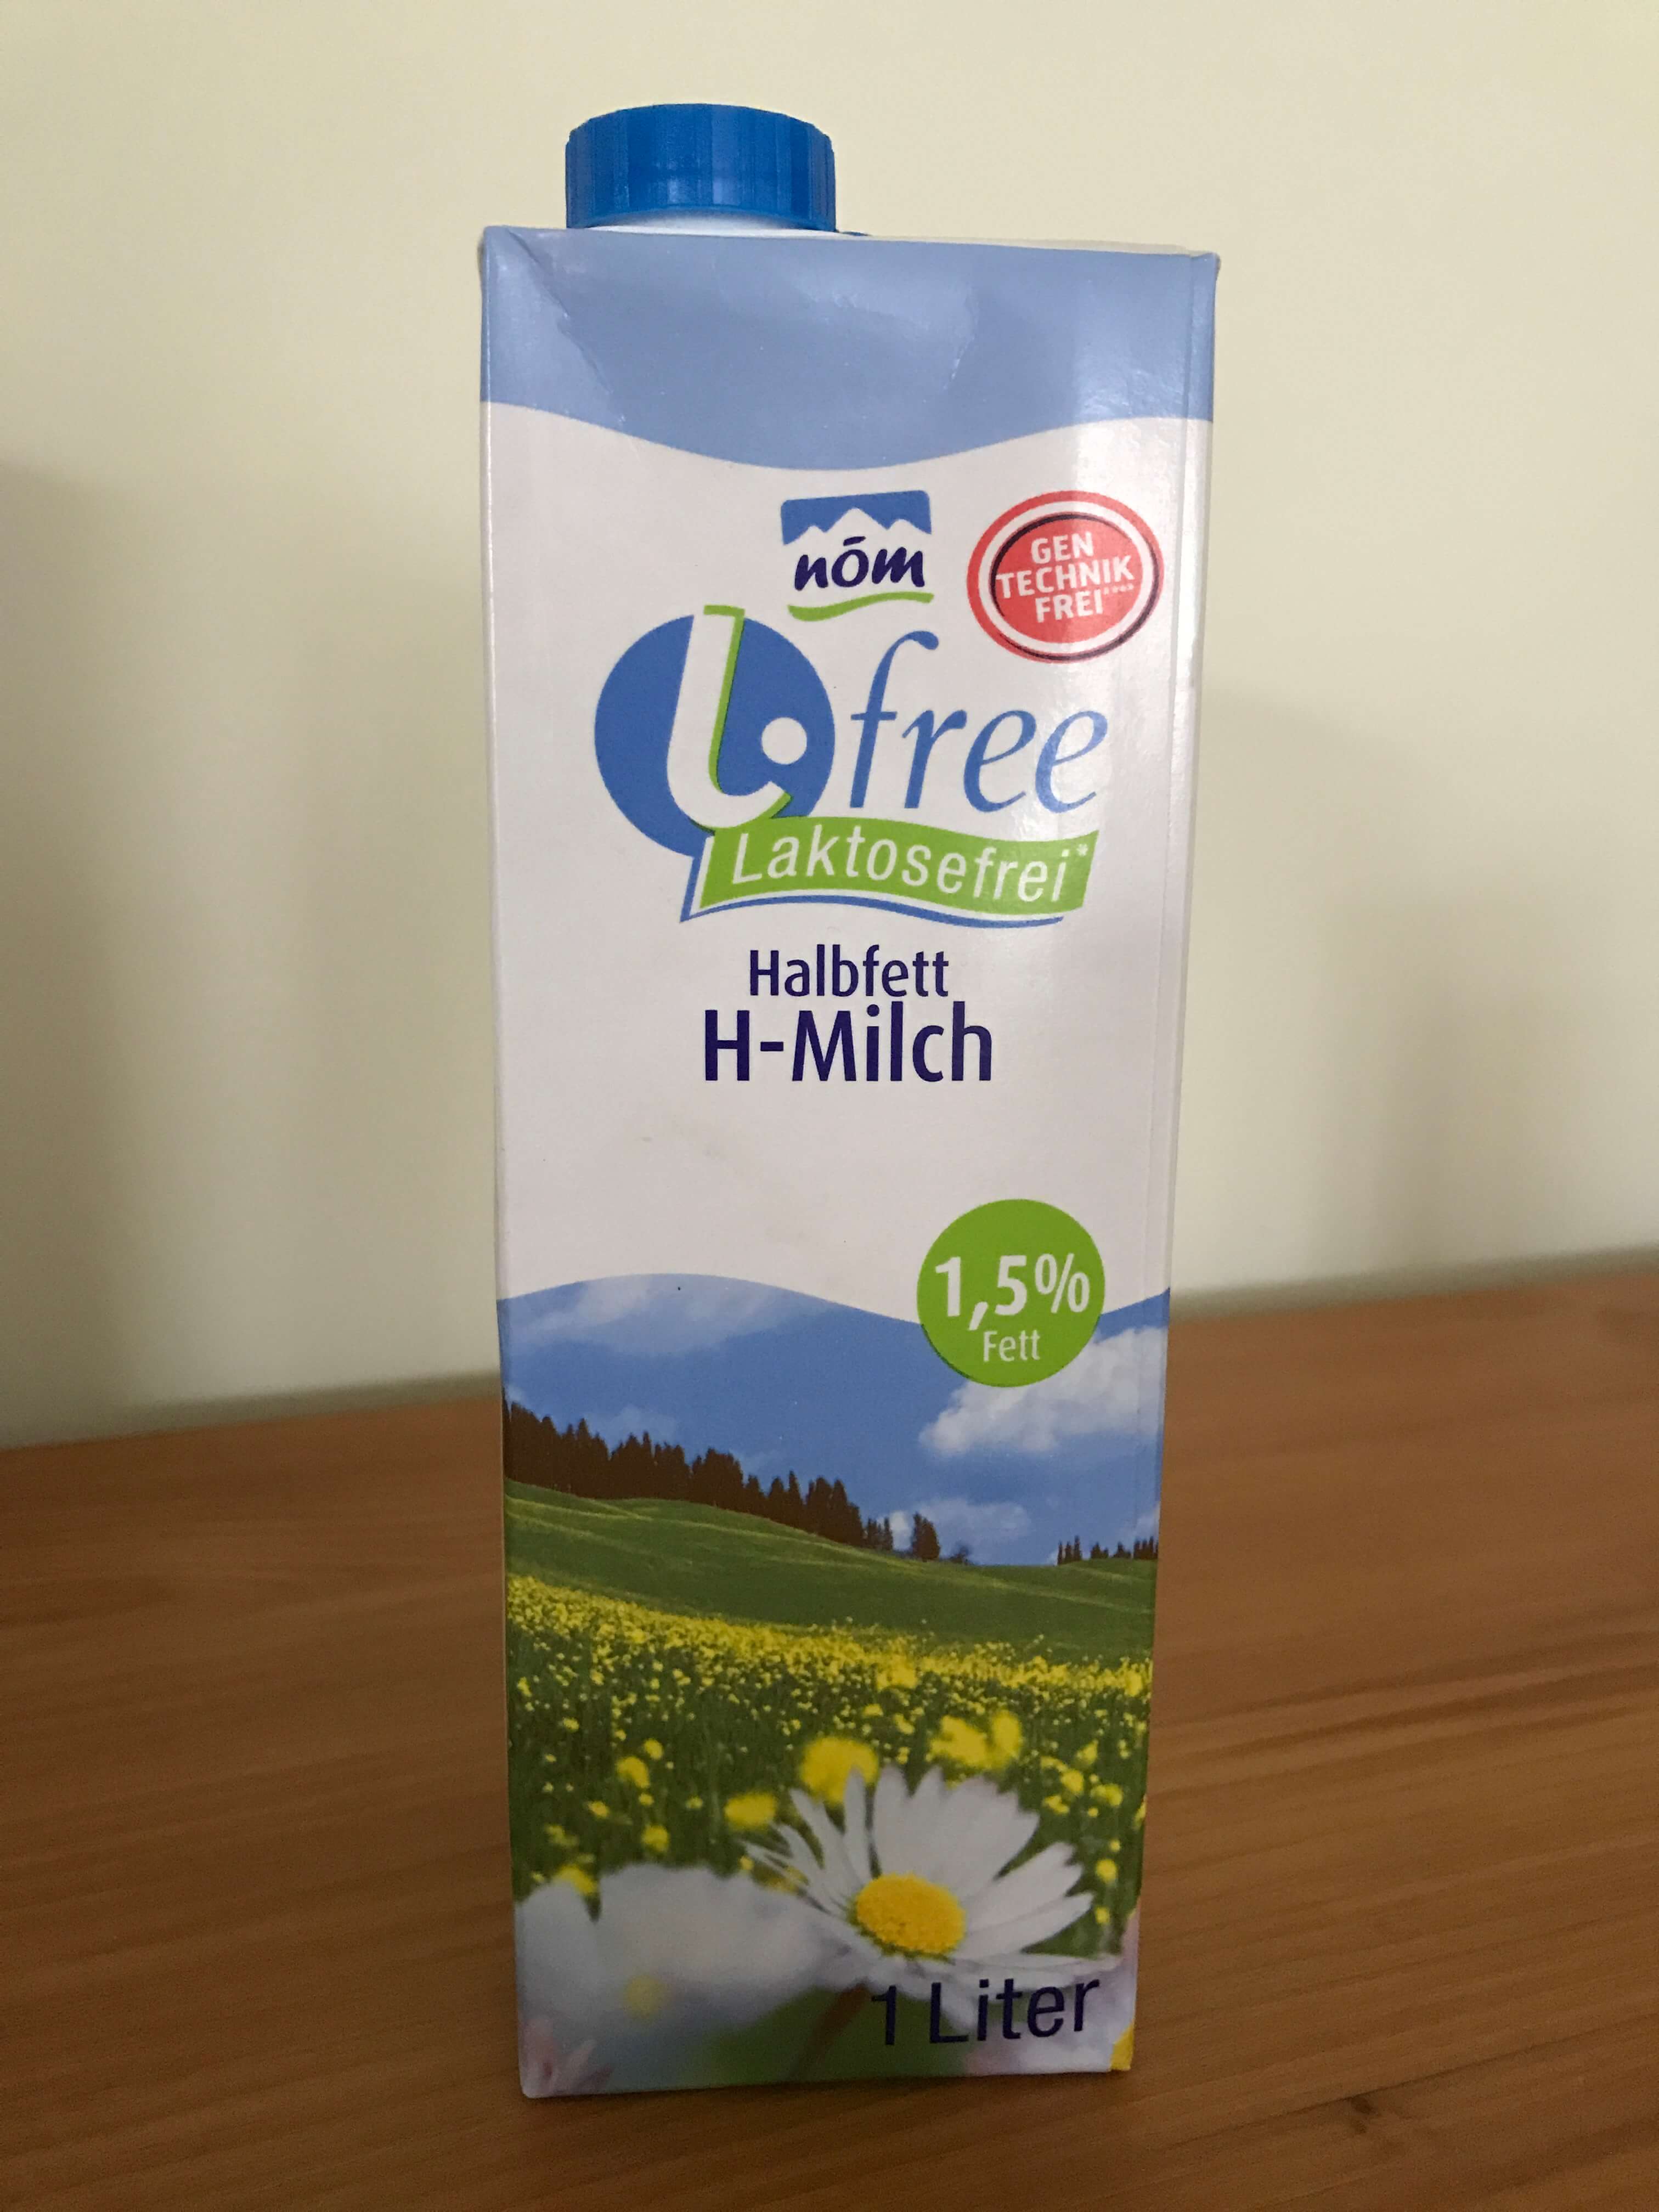 nöm
GEN
TECHNIK
FREI
L free
Laktosefrei*
Halbfett
H-Milch
1,5%
Fett
1 Liter